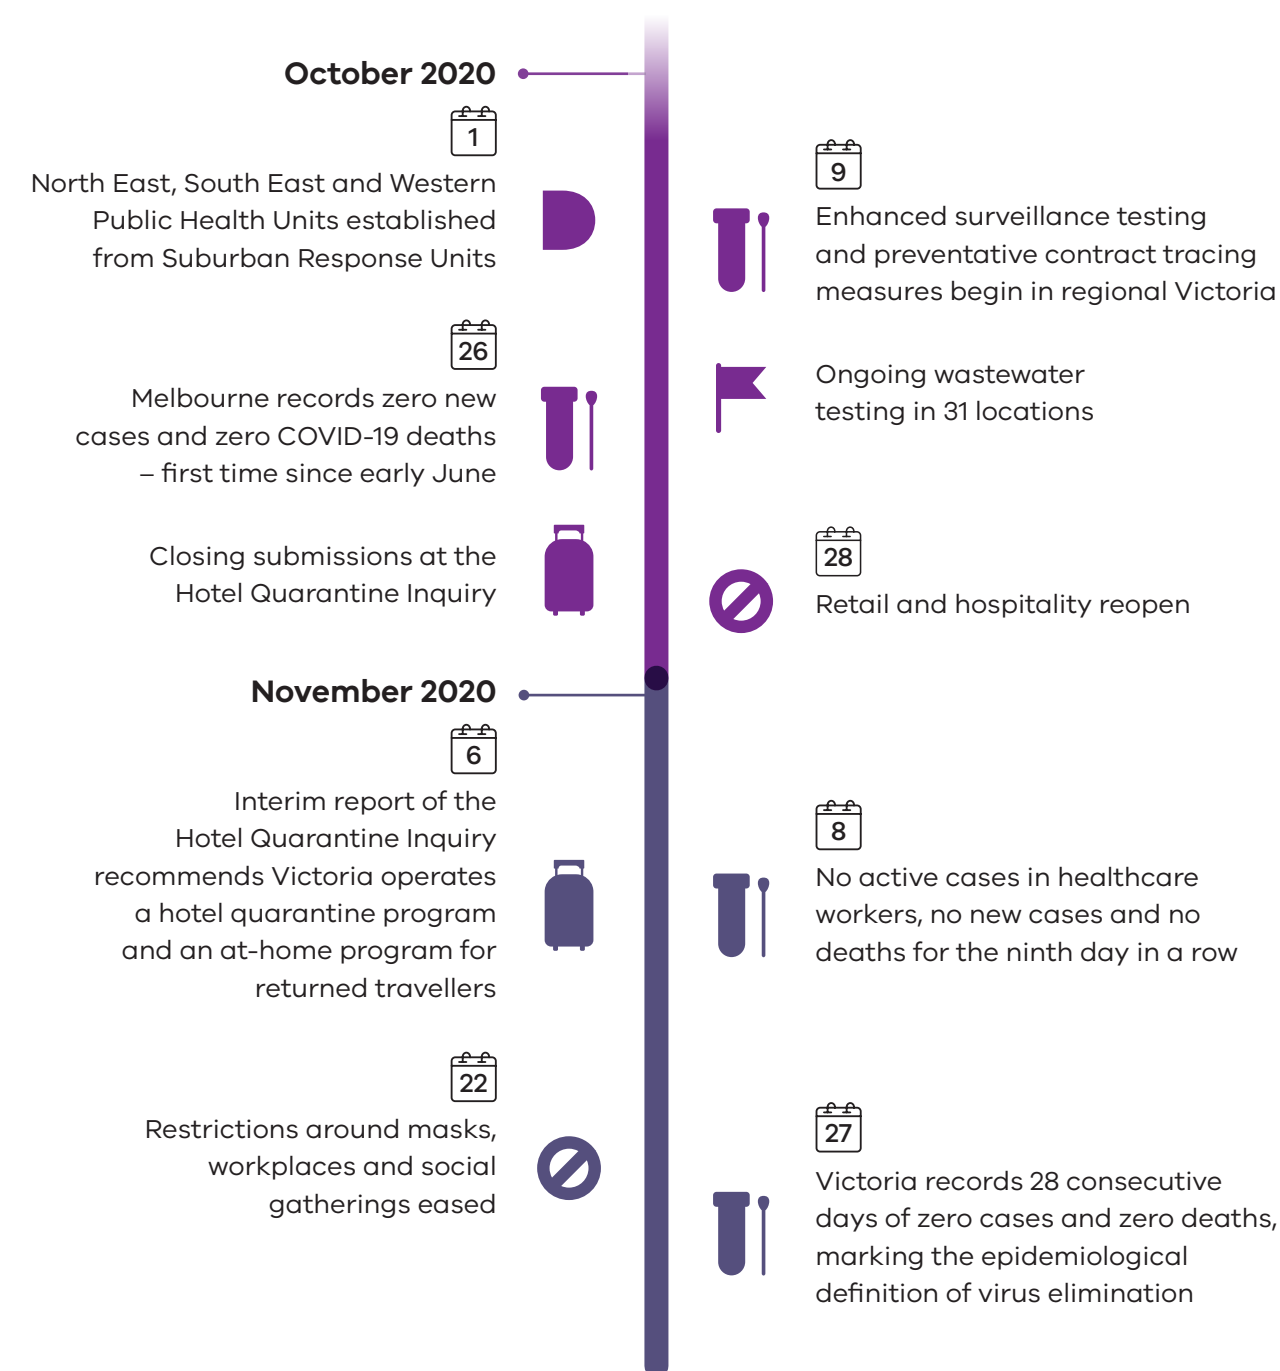 October 2020
1
North East, South East and Western
Public Health Units established
from Suburban Response Units
9
Enhanced surveillance testing
and preventative contract tracing
measures begin in regional Victoria
Ongoing wastewater
testing in 31 locations
26
Melbourne records zero new
cases and zero COVID-19 deaths
– first time since early June
Closing submissions at the
Hotel Quarantine Inquiry
28
Retail and hospitality reopen
November 2020
6
Interim report of the
Hotel Quarantine Inquiry
recommends Victoria operates
a hotel quarantine program
and an at-home program for
returned travellers
8
No active cases in healthcare
workers, no new cases and no
deaths for the ninth day in a row
22
Restrictions around masks,
workplaces and social
gatherings eased
27
Victoria records 28 consecutive
days of zero cases and zero deaths,
marking the epidemiological
definition of virus elimination